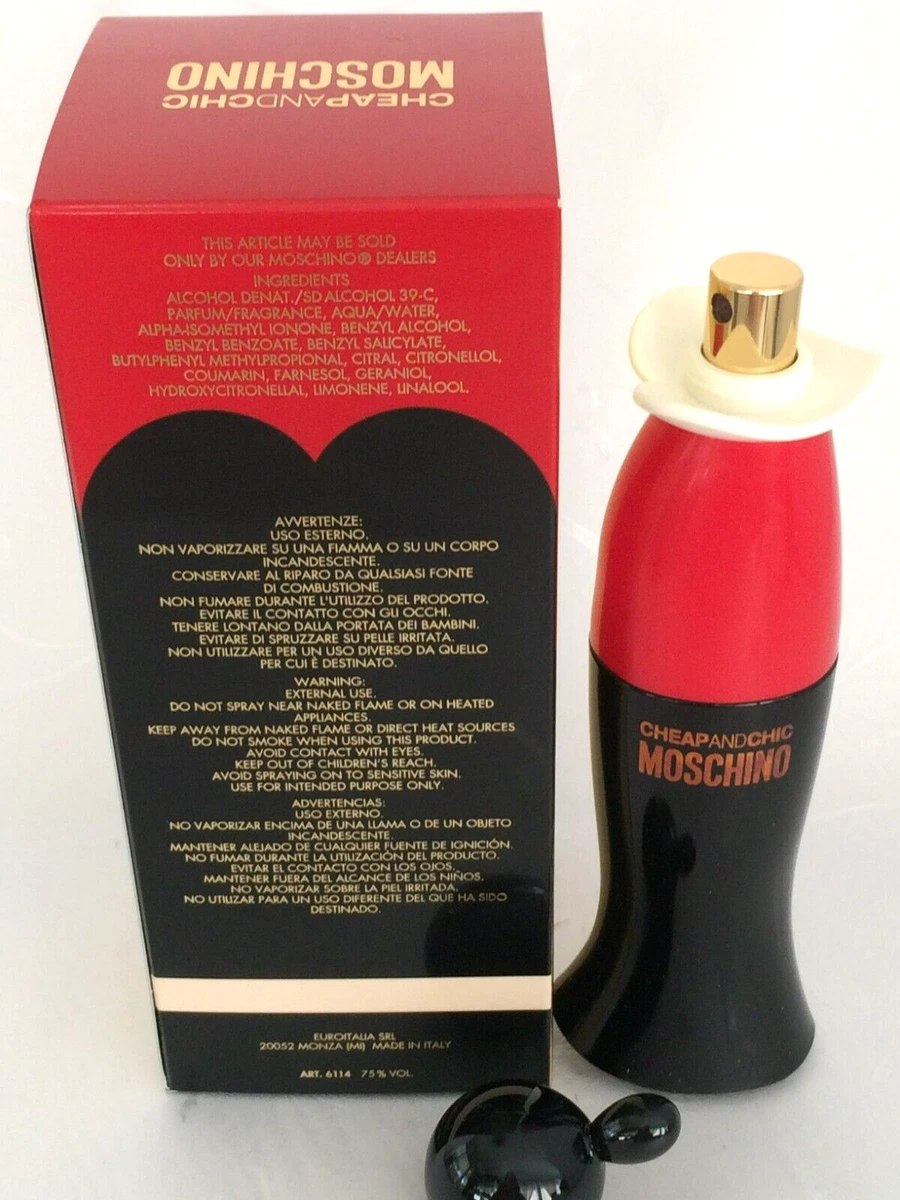 MOSCHINO
CHEAPANDCHIC
THIS ARTICLE MAY BE SOLD
ONLY BY OUR MOSCHINO® DEALERS
INGREDIENTS
ALCOHOL DENAT./SD ALCOHOL 39-C,
PARFUM/FRAGRANCE, AQUA/WATER,
ALPHA-ISOMETHYL IONONE, BENZYL ALCOHOL,
BENZYL BENZOATE, BENZYL SALICYLATE,
BUTYLPHENYL METHYLPROPIONAL, CITRAL, CITRONELLOL,
COUMARIN, FARNESOL, GERANIOL,
HYDROXYCITRONELLAL, LIMONENE, LINALOOL.
AVVERTENZE:
USO ESTERNO.
NON VAPORIZZARE SU UNA FIAMMA O SU UN CORPO
INCANDESCENTE.
CONSERVARE AL RIPARO DA QUALSIASI FONTE
DI COMBUSTIONE.
NON FUMARE DURANTE L'UTILIZZO DEL PRODOTTO.
EVITARE IL CONTATTO CON GLI OCCHI.
TENERE LONTANO DALLA PORTATA DEI BAMBINI.
EVITARE DI SPRUZZARE SU PELLE IRRITATA.
NON UTILIZZARE PER UN USO DIVERSO DA QUELLO
PER CUI È DESTINATO.
WARNING:
EXTERNAL USE.
DO NOT SPRAY NEAR NAKED FLAME OR ON HEATED
APPLIANCES.
KEEP AWAY FROM NAKED FLAME OR DIRECT HEAT SOURCES
DO NOT SMOKE WHEN USING THIS PRODUCT.
AVOID CONTACT WITH EYES.
KEEP OUT OF CHILDREN'S REACH.
AVOID SPRAYING ON TO SENSITIVE SKIN.
USE FOR INTENDED PURPOSE ONLY.
ADVERTENCIAS:
USO EXTERNO.
NO VAPORIZAR ENCIMA DE UNA LLAMA O DE UN OBJETO
INCANDESCENTE.
MANTENER ALEJADO DE CUALQUIER FUENTE DE IGNICIÓN.
NO FUMAR DURANTE LA UTILIZACIÓN DEL PRODUCTO.
EVITAR EL CONTACTO CON LOS OJOS.
MANTENER FUERA DEL ALCANCE DE LOS NIÑOS.
NO VAPORIZAR SOBRE LA PIEL IRRITADA.
NO UTILIZAR PARA UN USO DIFERENTE DEL QUE HA SIDO
DESTINADO.
EUROITALIA SRL
20052 MONZA (MI) MADE IN ITALY
ART. 6114 75% VOL.
CHEAPANDCHIC
MOSCHINO